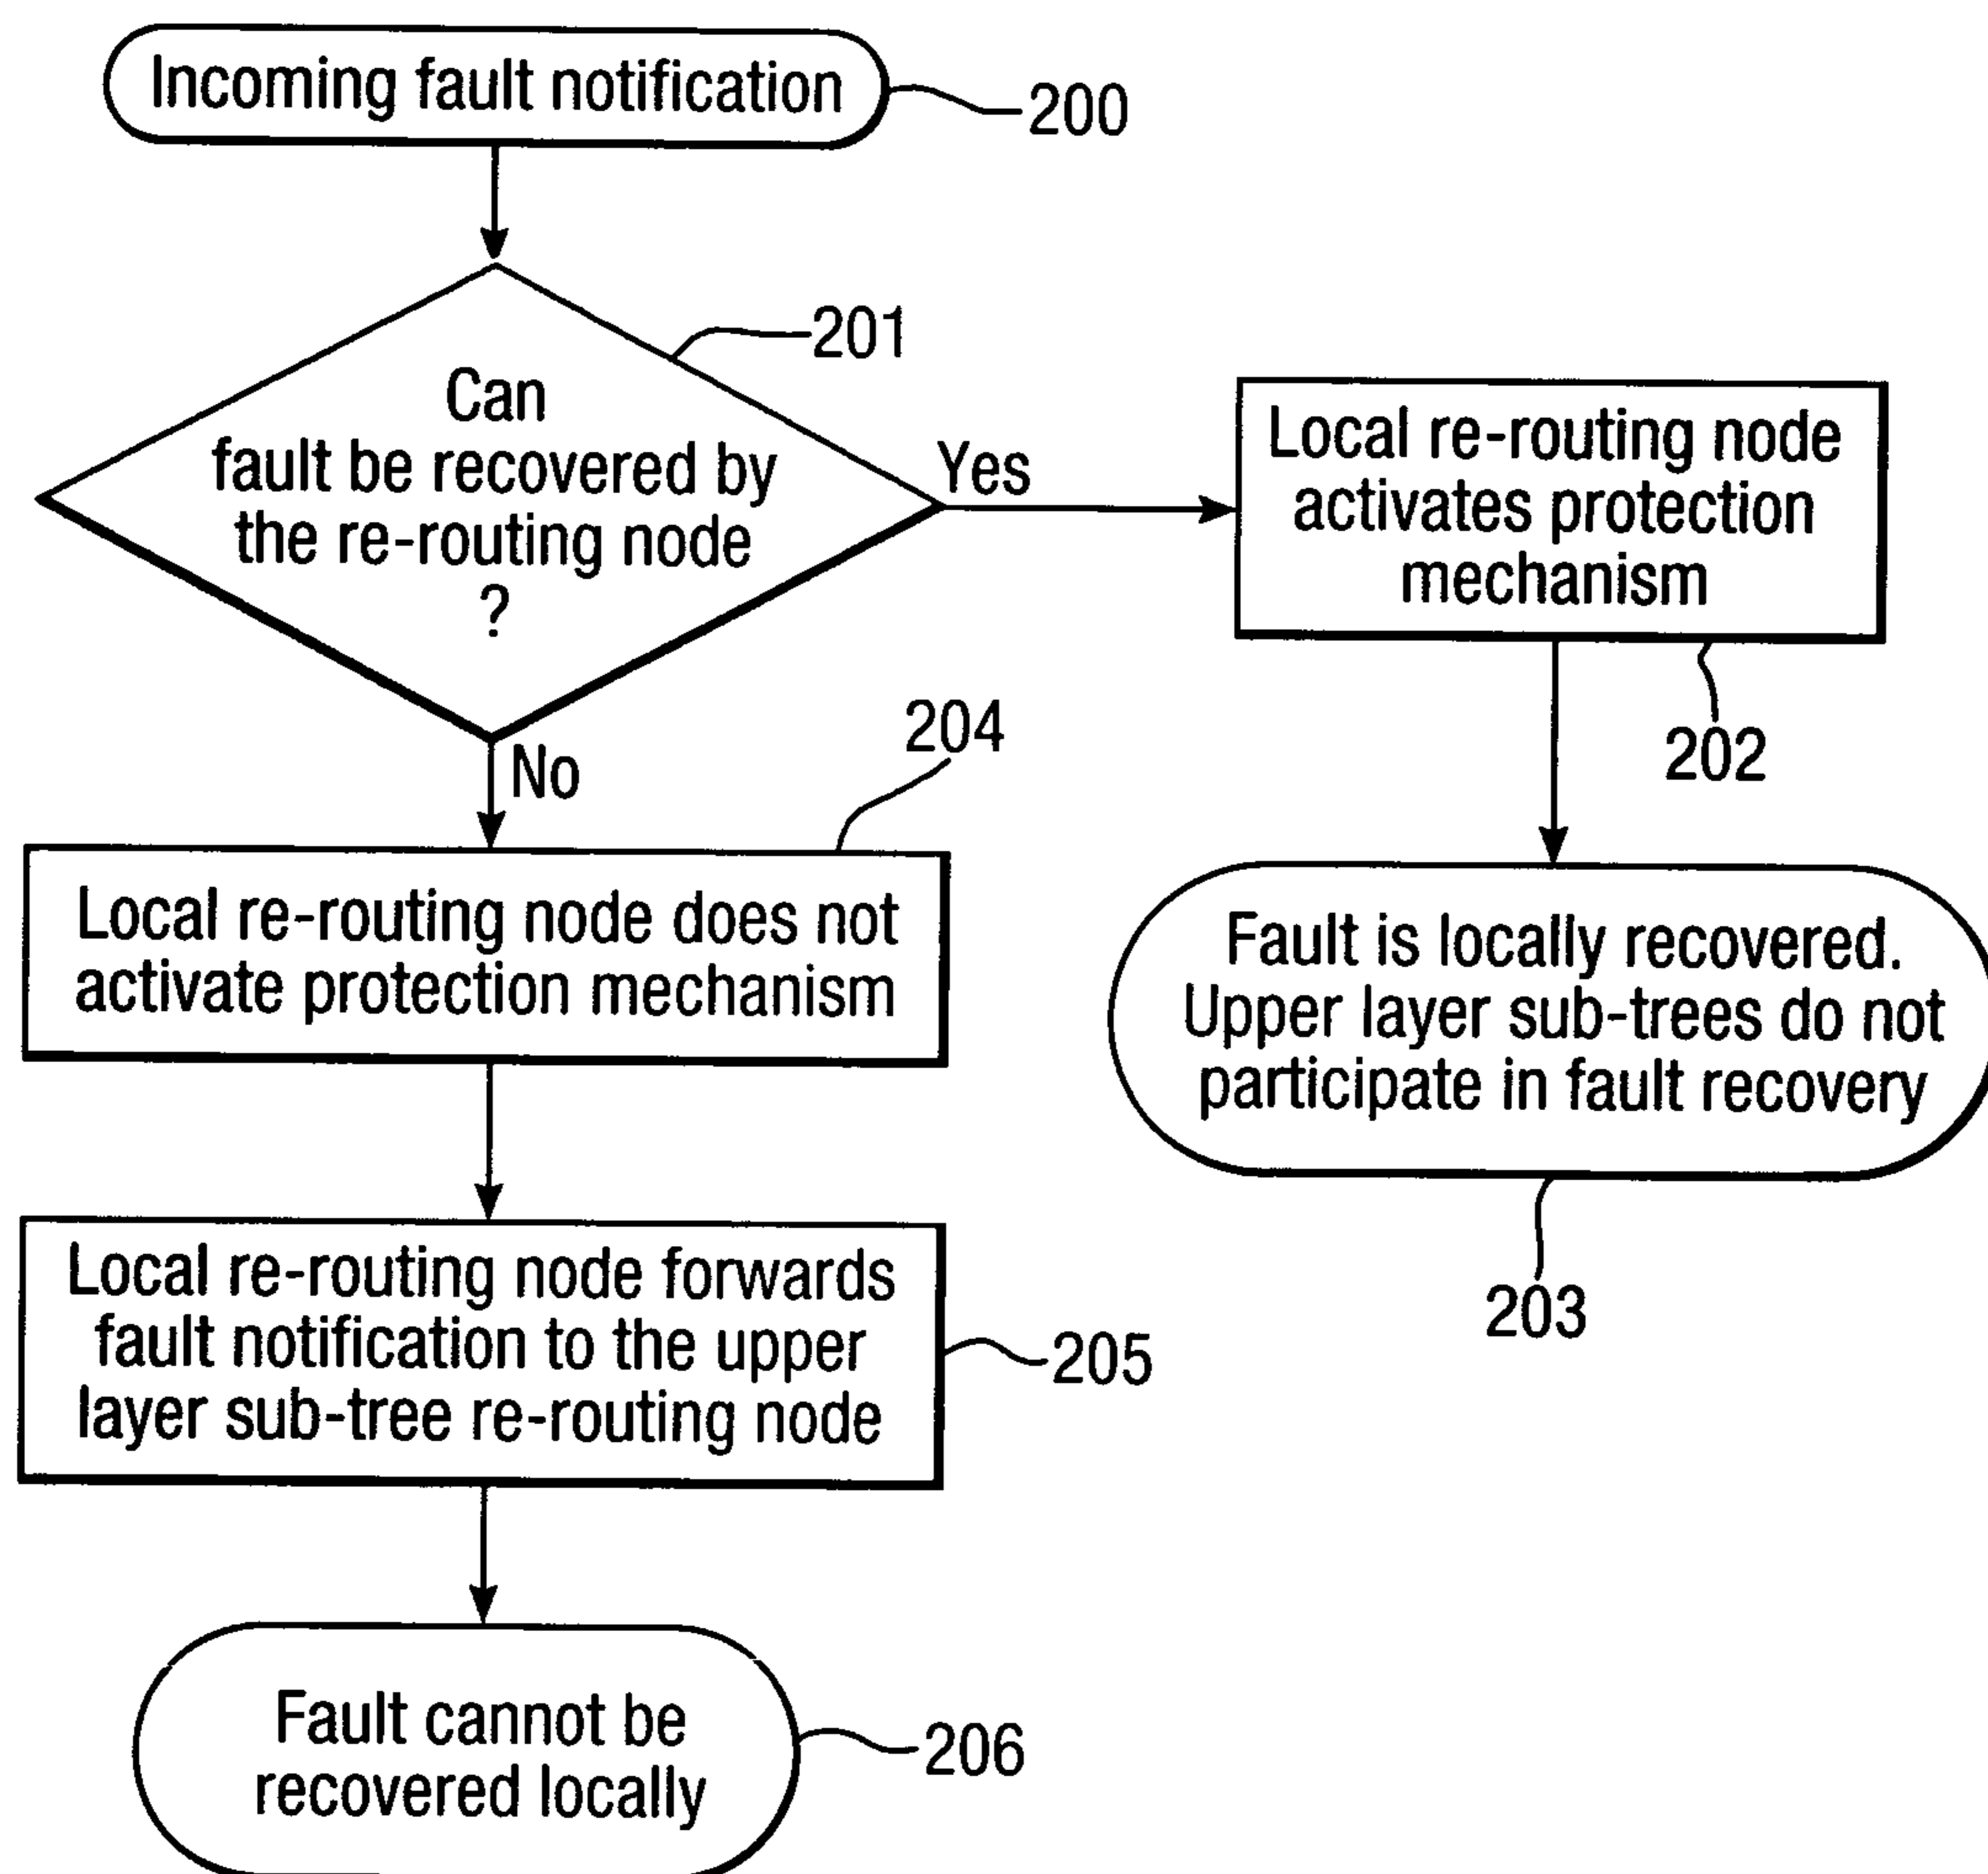 Incoming fault notification
200
201
Can
fault be recovered by
the re-routing node
?
Yes
Local re-routing node
activates protection
mechanism
202
No
204
Local re-routing node does not
activate protection mechanism
Fault is locally recovered.
Upper layer sub-trees do not
participate in fault recovery
203
Local re-routing node forwards
fault notification to the upper
layer sub-tree re-routing node
205
Fault cannot be
recovered locally
206